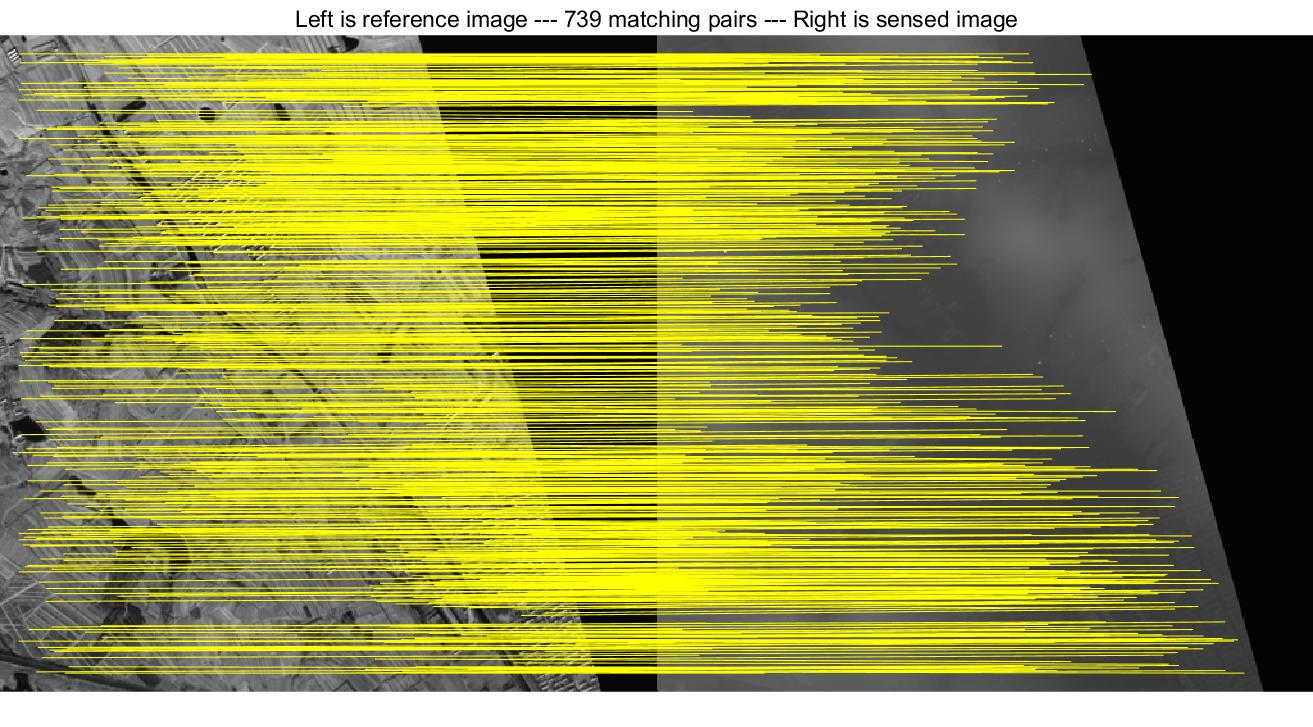 Left is reference image --- 739 matching pairs --- Right is sensed image